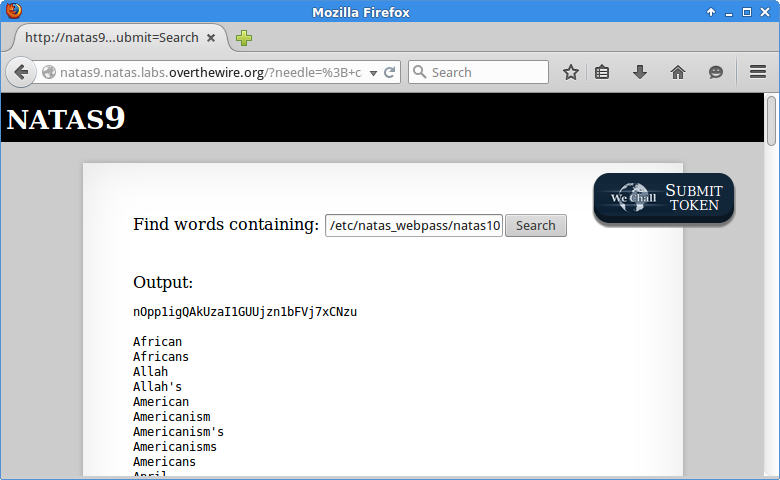 Mozilla Firefox
http://natas9...ubmit=Search
natas9.natas.labs.overthewire.org/?needle=%3B+c
Search
NATAS9
We Chall
SUBMIT
TOKEN
Find words containing: /etc/natas_webpass/natas10 Search
Output:
nOpp1igQAkUzaI1GUUjzn1bFVj7xCNzu
African
Africans
Allah
Allah's
American
Americanism
Americanism's
Americanisms
Americans
April